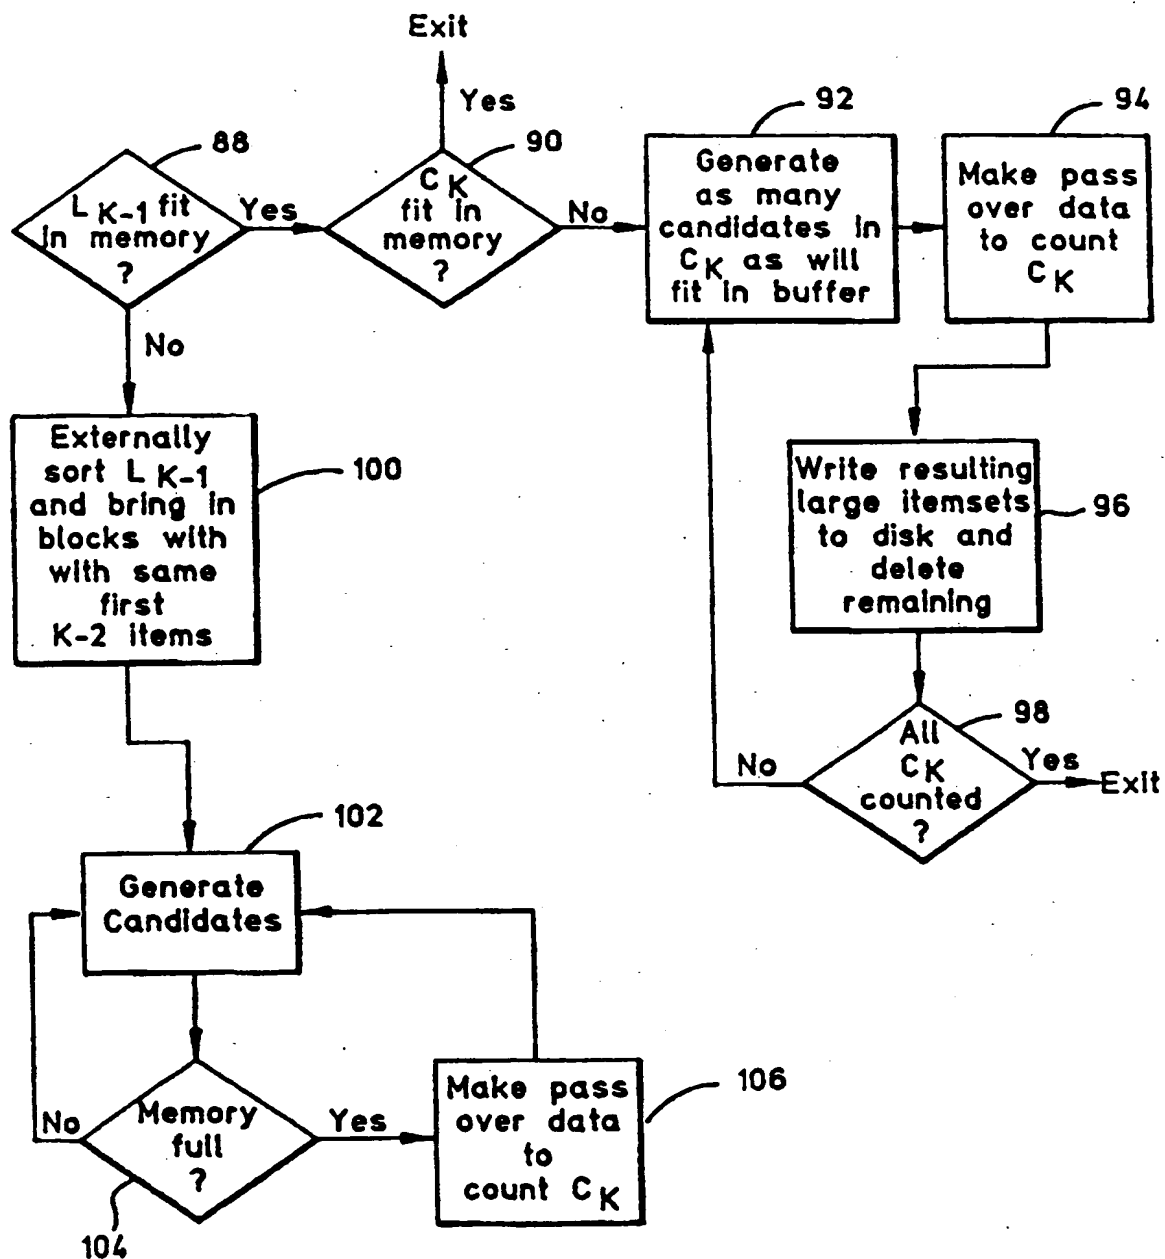 Exit
Yes
88
L K-1 fit
in memory
?
Yes
No
90
C K
fit in
memory
?
No
92
Generate
as many
candidates in
C K as will
fit in buffer
94
Make pass
over data
to count
C K
Externally
sort L K-1
and bring in
blocks with
with same
first
K-2 items
100
Write resulting
large itemsets
to disk and
delete
remaining
96
98
All
C K
counted
?
No
Yes
Exit
102
Generate
Candidates
Memory
full
?
No
Yes
104
Make pass
over data
to
count C K
106